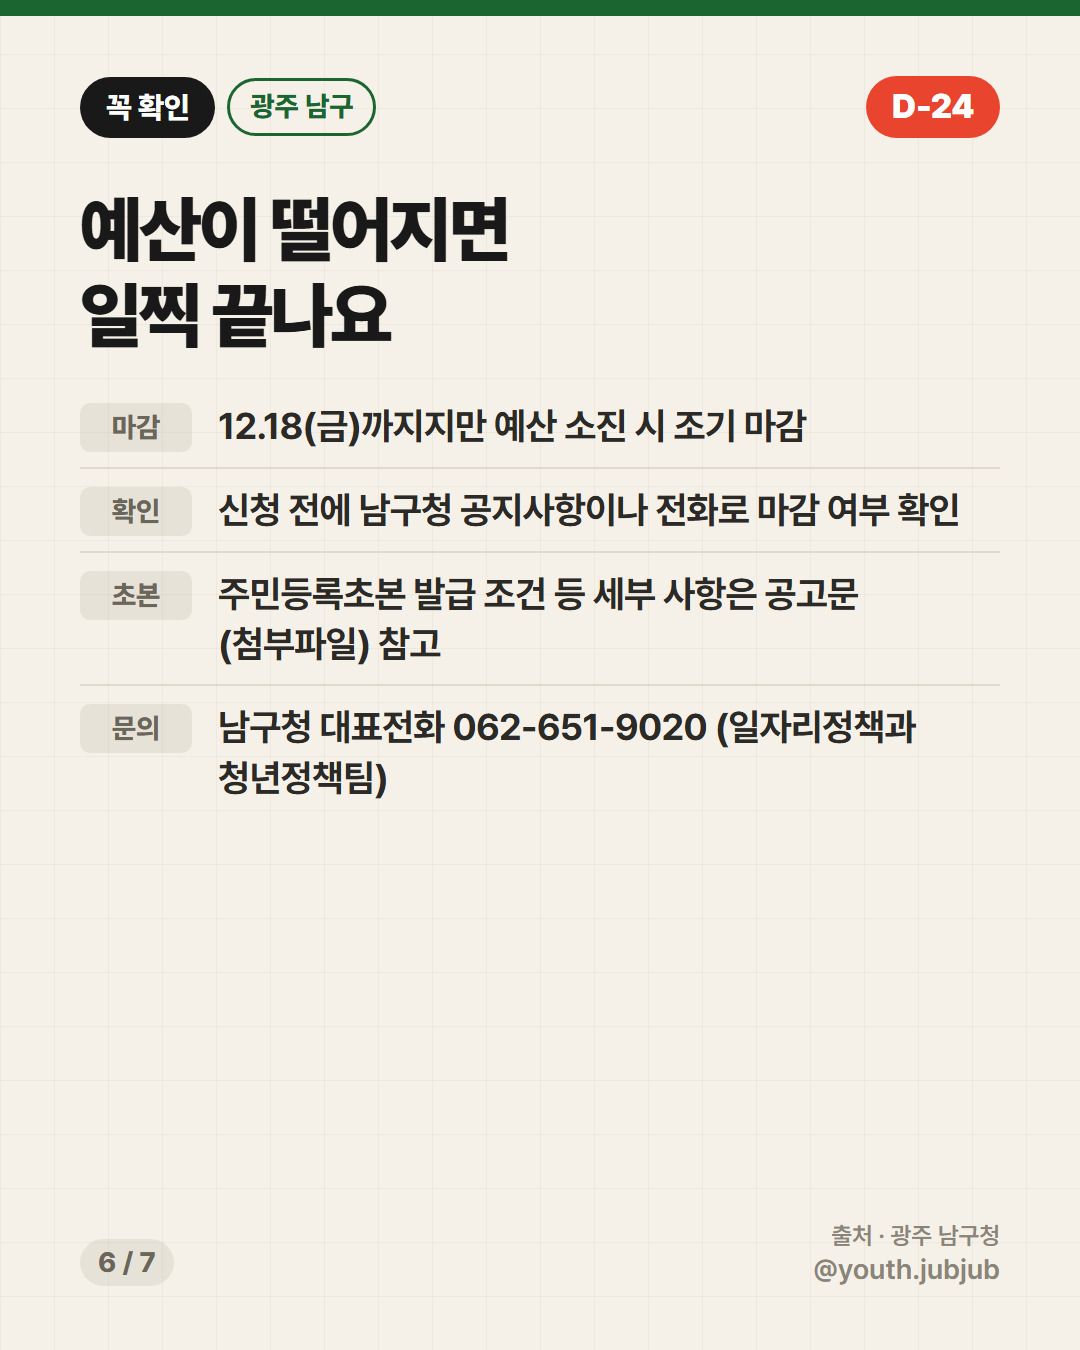 꼭 확인
광주 남구
D-24
예산이 떨어지면
일찍 끝나요
마감
12.18(금)까지지만 예산 소진 시 조기 마감
확인
신청 전에 남구청 공지사항이나 전화로 마감 여부 확인
초본
주민등록초본 발급 조건 등 세부 사항은 공고문
(첨부파일) 참고
문의
남구청 대표전화 062-651-9020 (일자리정책과
청년정책팀)
6 / 7
출처 · 광주 남구청
@youth.jubjub